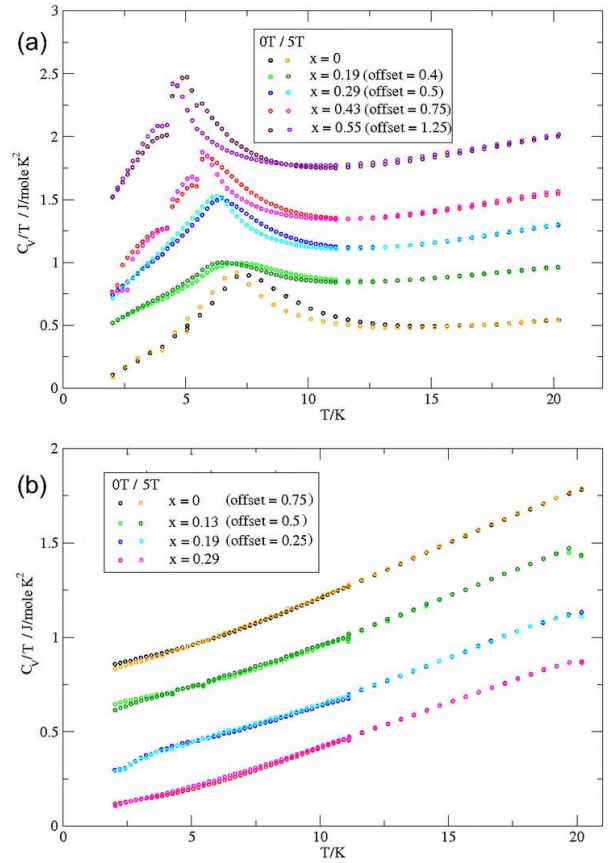 (a)
3
0T / 5T
x = 0
x = 0.19 (offset = 0.4)
x = 0.29 (offset = 0.5)
x = 0.43 (offset = 0.75)
x = 0.55 (offset = 1.25)
2.5
2
1.5
1
0.5
0
C_V/T / J/mole K²
0 5 10 15 20
T/K
(b)
2
0T / 5T
x = 0 (offset = 0.75)
x = 0.13 (offset = 0.5)
x = 0.19 (offset = 0.25)
x = 0.29
1.5
1
0.5
0
C_V/T / J/mole K²
0 5 10 15 20
T/K